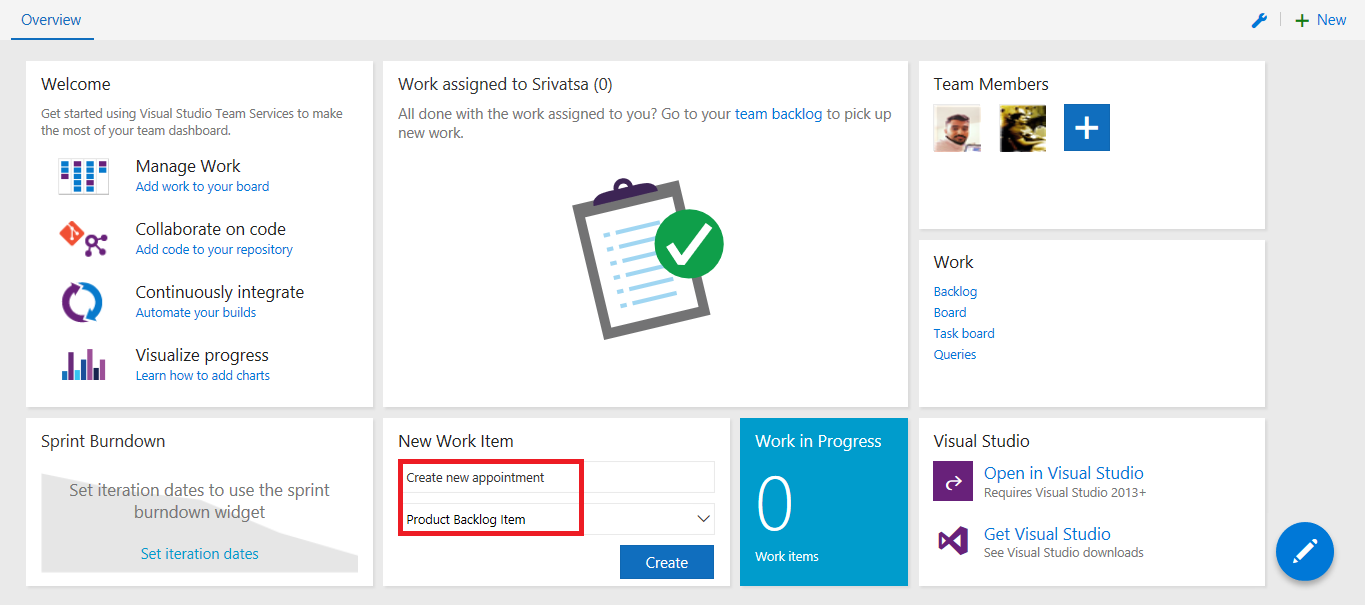 Overview
New
Welcome
Get started using Visual Studio Team Services to make
the most of your team dashboard.
Manage Work
Add work to your board
Collaborate on code
Add code to your repository
Continuously integrate
Automate your builds
Visualize progress
Learn how to add charts
Work assigned to Srivatsa (0)
All done with the work assigned to you? Go to your team backlog to pick up
new work.
Team Members
Work
Backlog
Board
Task board
Queries
Sprint Burndown
Set iteration dates to use the sprint
burndown widget
Set iteration dates
New Work Item
Create new appointment
Product Backlog Item
Create
Work in Progress
0
Work items
Visual Studio
Open in Visual Studio
Requires Visual Studio 2013+
Get Visual Studio
See Visual Studio downloads